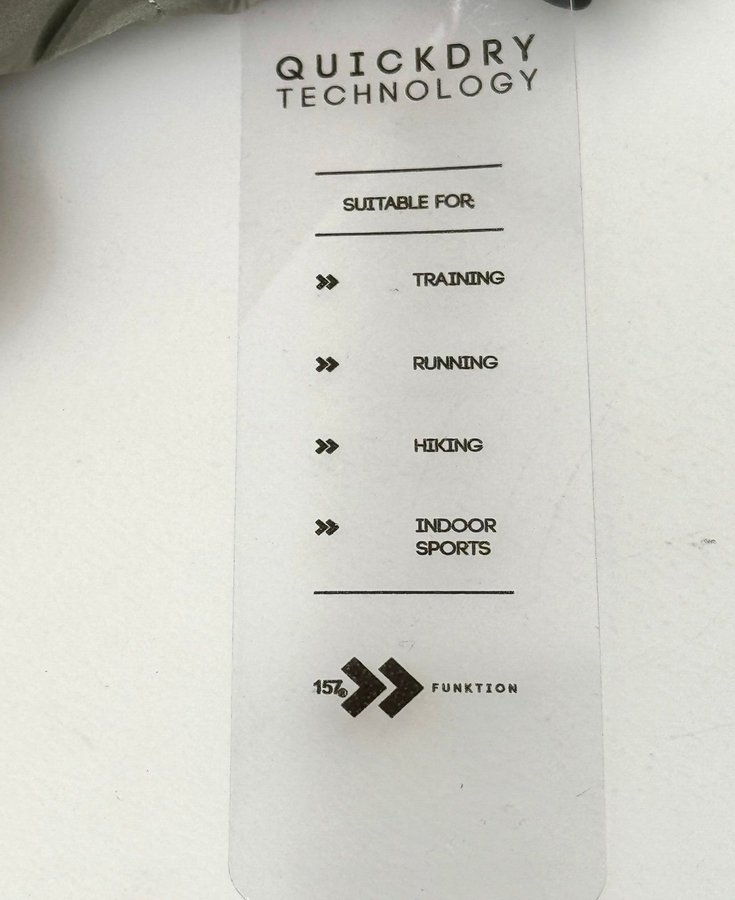 QUICKDRY
TECHNOLOGY
SUITABLE FOR:
» TRAINING
» RUNNING
» HIKING
» INDOOR
SPORTS
157® FUNKTION